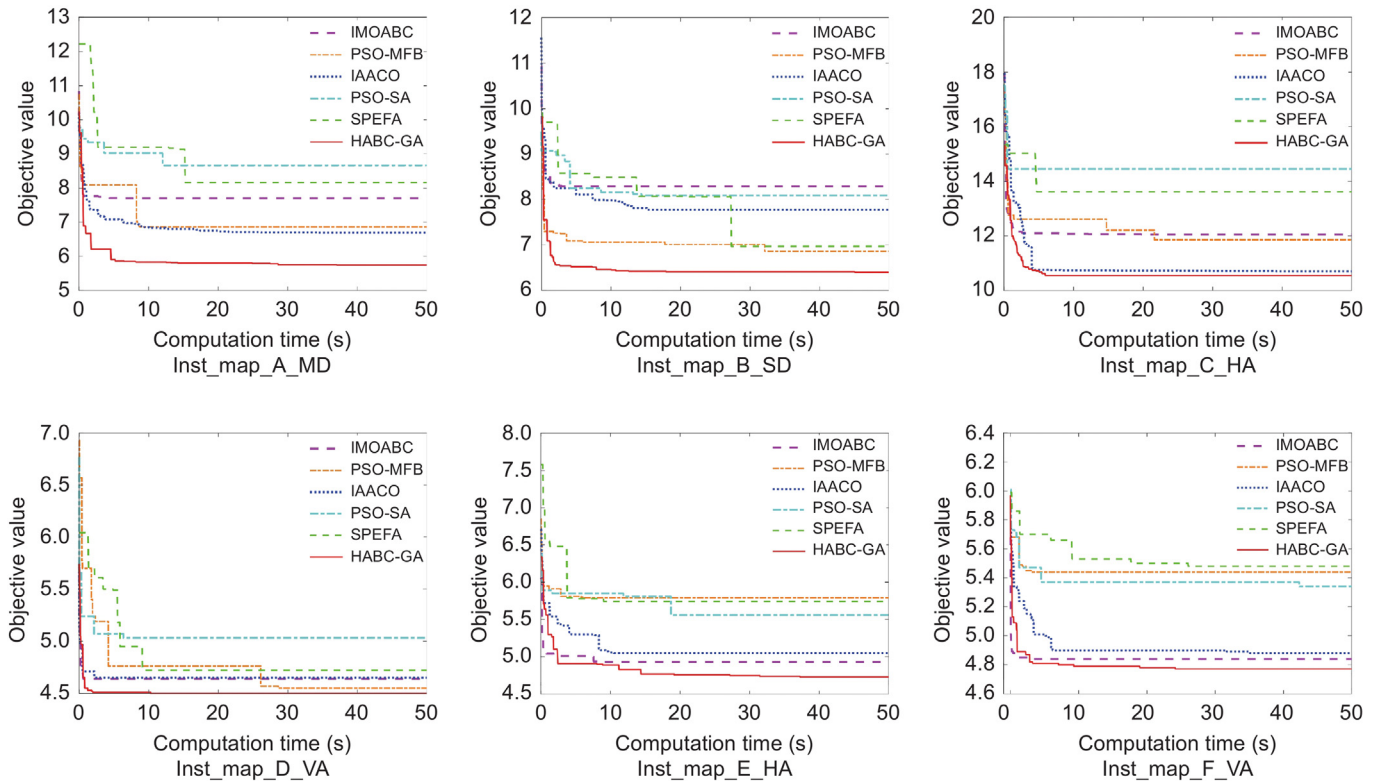 13
12
11
10
9
8
7
6
5
Objective value
IMOABC
PSO-MFB
IAACO
PSO-SA
SPEFA
HABC-GA
0
10
20
30
40
50
Computation time (s)
Inst_map_A_MD
12
11
10
9
8
7
6
Objective value
IMOABC
PSO-MFB
IAACO
PSO-SA
SPEFA
HABC-GA
0
10
20
30
40
50
Computation time (s)
Inst_map_B_SD
20
18
16
14
12
10
Objective value
IMOABC
PSO-MFB
IAACO
PSO-SA
SPEFA
HABC-GA
0
10
20
30
40
50
Computation time (s)
Inst_map_C_HA
7.0
6.5
6.0
5.5
5.0
4.5
Objective value
IMOABC
PSO-MFB
IAACO
PSO-SA
SPEFA
HABC-GA
0
10
20
30
40
50
Computation time (s)
Inst_map_D_VA
8.0
7.5
7.0
6.5
6.0
5.5
5.0
4.5
Objective value
IMOABC
PSO-MFB
IAACO
PSO-SA
SPEFA
HABC-GA
0
10
20
30
40
50
Computation time (s)
Inst_map_E_HA
6.4
6.2
6.0
5.8
5.6
5.4
5.2
5.0
4.8
4.6
Objective value
IMOABC
PSO-MFB
IAACO
PSO-SA
SPEFA
HABC-GA
0
10
20
30
40
50
Computation time (s)
Inst_map_F_VA